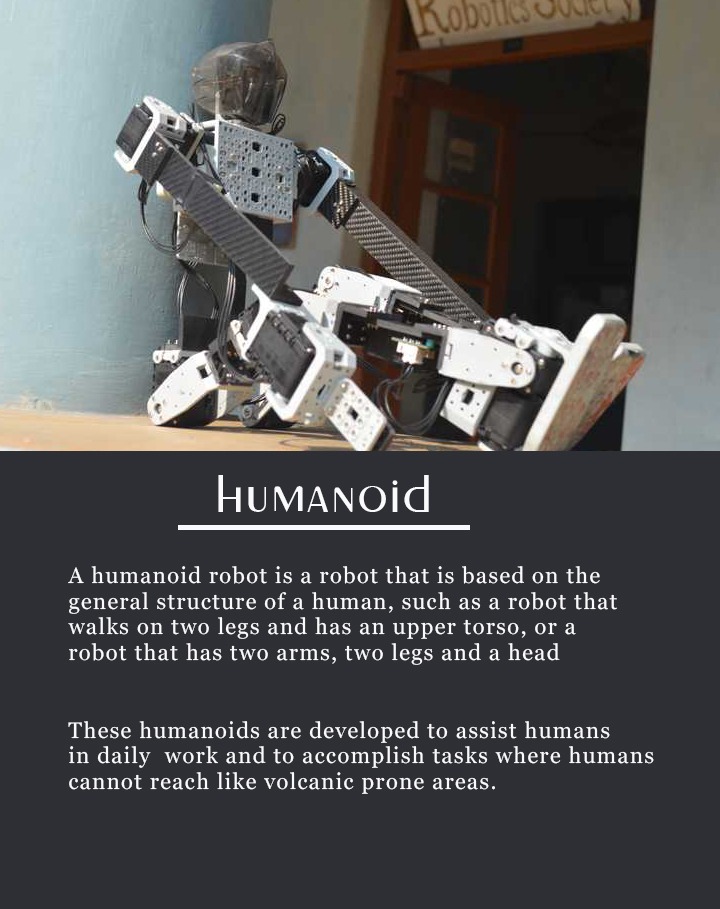 Robotics Society
humanoid
A humanoid robot is a robot that is based on the
general structure of a human, such as a robot that
walks on two legs and has an upper torso, or a
robot that has two arms, two legs and a head
These humanoids are developed to assist humans
in daily  work and to accomplish tasks where humans
cannot reach like volcanic prone areas.